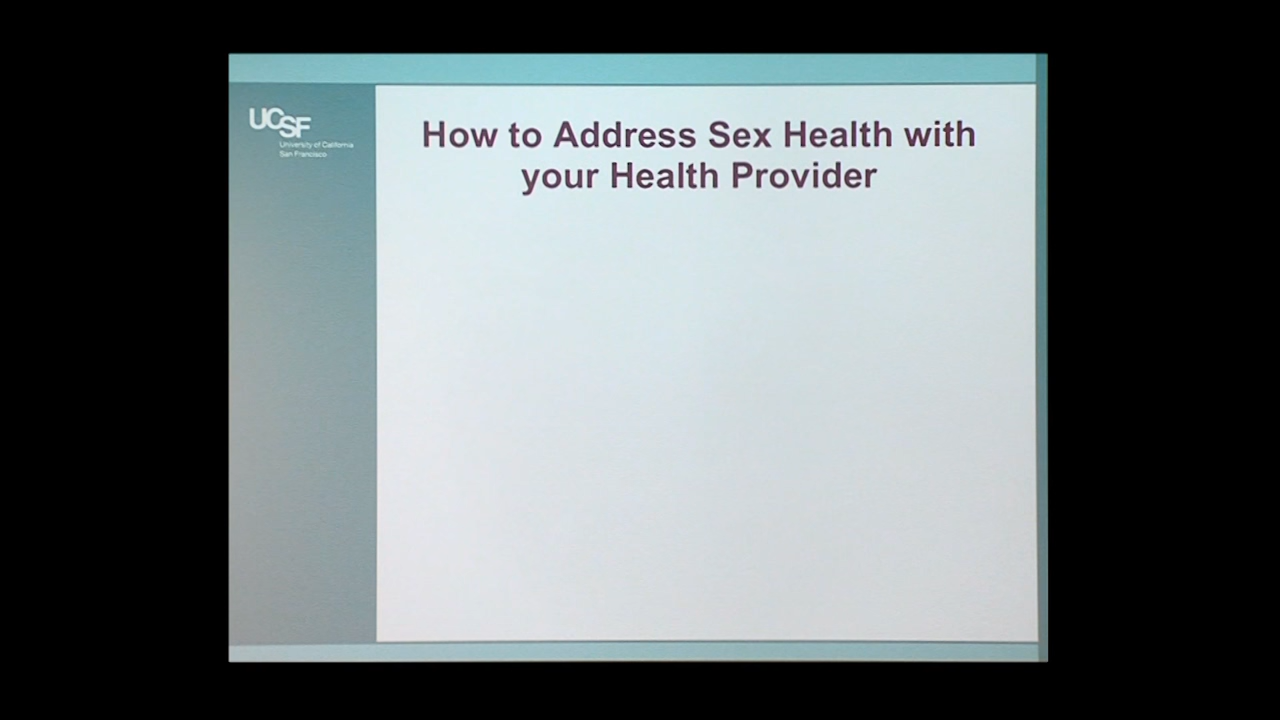 UCSF
University of California
San Francisco
How to Address Sex Health with
your Health Provider